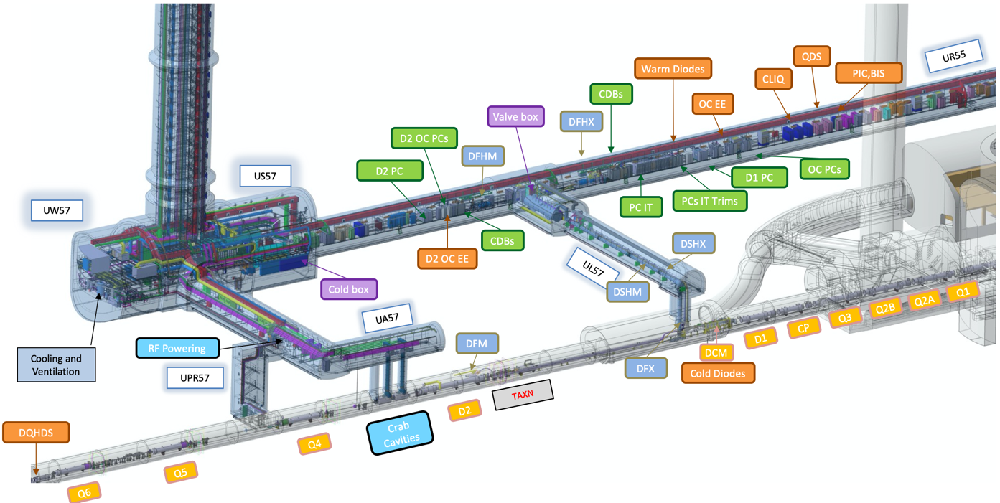 UR55
QDS
Warm Diodes
CLIQ
PIC,BIS
CDBs
OC EE
Valve box
DFHX
D2 OC PCs
DFHM
D2 PC
US57
OC PCs
D1 PC
UW57
PC IT
PCs IT Trims
CDBs
DSHX
D2 OC EE
UL57
Cold box
DSHM
Q1
Q2A
Q2B
Q3
UA57
CP
D1
RF Powering
DFM
DCM
Cooling and
Ventilation
UPR57
DFX
Cold Diodes
TAXN
D2
Crab
Cavities
DQHDS
Q4
Q5
Q6